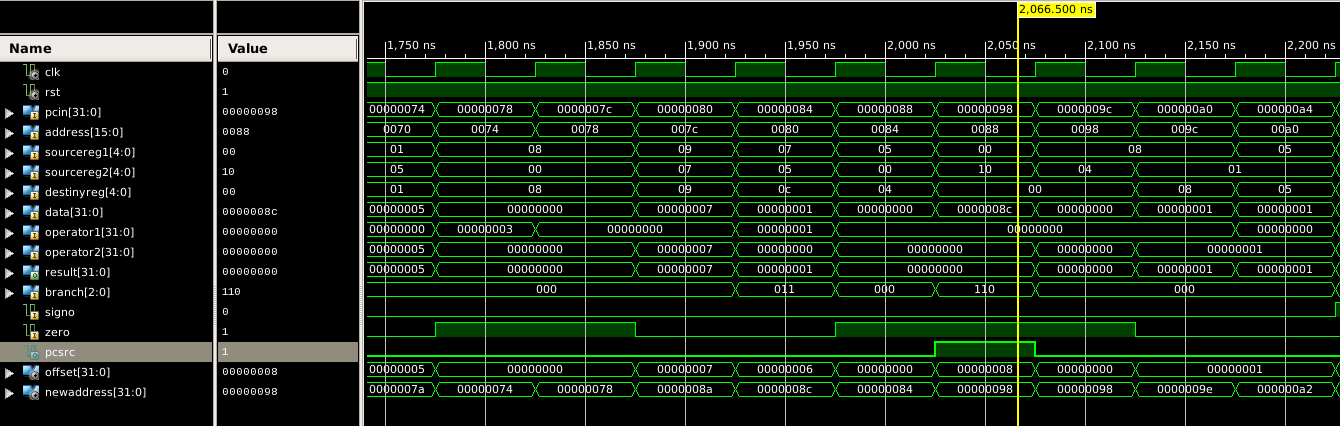 2,066.500 ns
Name Value 1,750 ns 1,800 ns 1,850 ns 1,900 ns 1,950 ns 2,000 ns 2,050 ns 2,100 ns 2,150 ns 2,200 ns
clk 0
rst 1
pcin[31:0] 00000098 00000074 00000078 0000007c 00000080 00000084 00000088 00000098 0000009c 000000a0 000000a4
address[15:0] 0088 0070 0074 0078 007c 0080 0084 0088 0098 009c 00a0
sourcereg1[4:0] 00 01 08 09 07 05 00 08 05
sourcereg2[4:0] 10 05 00 07 05 00 10 04 01
destinyreg[4:0] 00 01 08 09 0c 04 00 08 05
data[31:0] 0000008c 00000005 00000000 00000007 00000001 00000000 0000008c 00000000 00000001 00000001
operator1[31:0] 00000000 00000000 00000003 00000000 00000001 00000000 00000000
operator2[31:0] 00000000 00000005 00000000 00000007 00000000 00000000 00000000 00000001
result[31:0] 00000000 00000005 00000000 00000007 00000001 00000000 00000000 00000001 00000001
branch[2:0] 110 000 011 000 110 000
signo 0
zero 1
pcsrc 1
offset[31:0] 00000008 00000005 00000000 00000007 00000006 00000000 00000008 00000000 00000001
newaddress[31:0] 00000098 0000007a 00000074 00000078 0000008a 0000008c 00000084 00000098 00000098 0000009e 000000a2